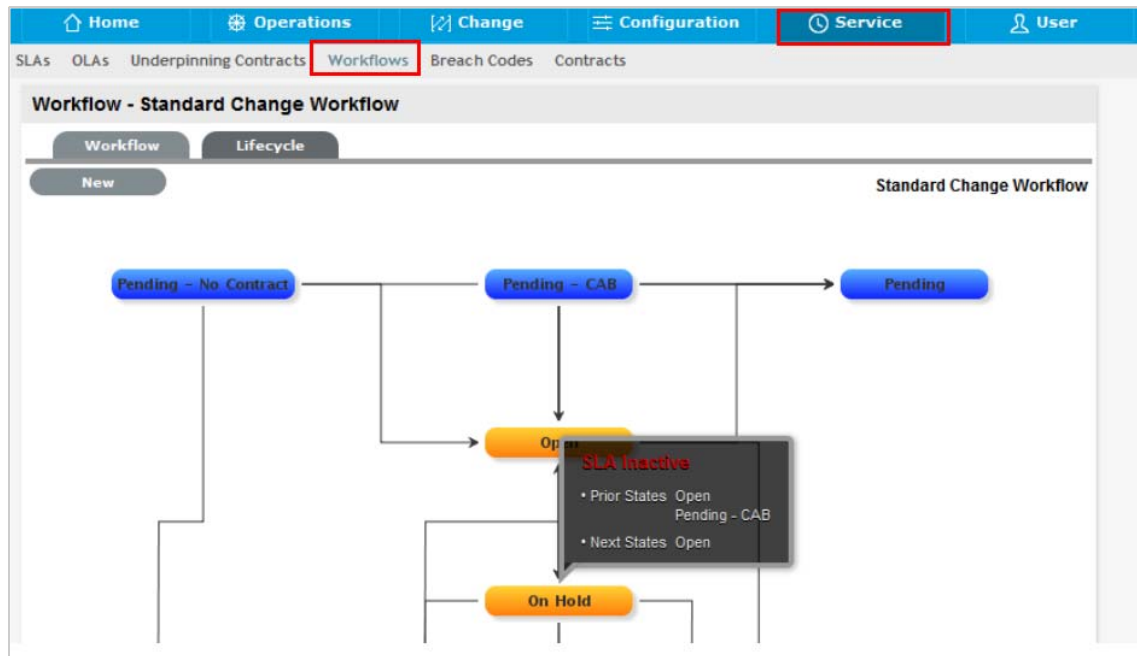 Home Operations Change Configuration Service User
SLAs OLAs Underpinning Contracts Workflows Breach Codes Contracts
Workflow - Standard Change Workflow
Workflow Lifecycle
New
Standard Change Workflow
Pending - No Contract Pending - CAB Pending
Open
SLA Inactive
• Prior States Open
Pending - CAB
• Next States Open
On Hold